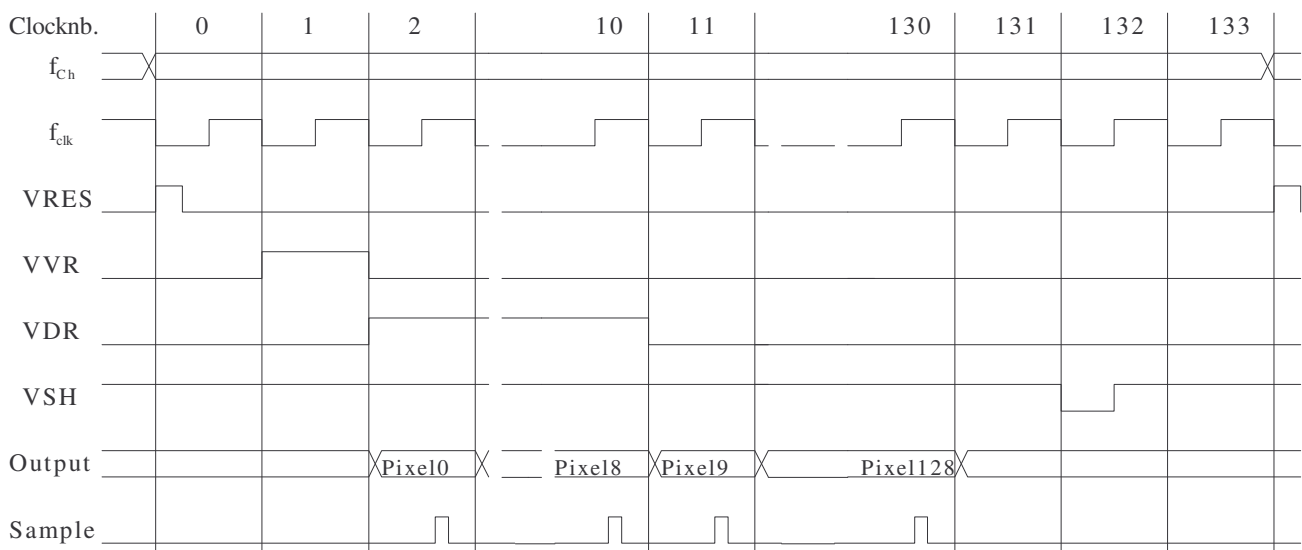 Clocknb. 0 1 2 10 11 130 131 132 133
fCh
fclk
VRES
VVR
VDR
VSH
Output Pixel0 Pixel8 Pixel9 Pixel128
Sample